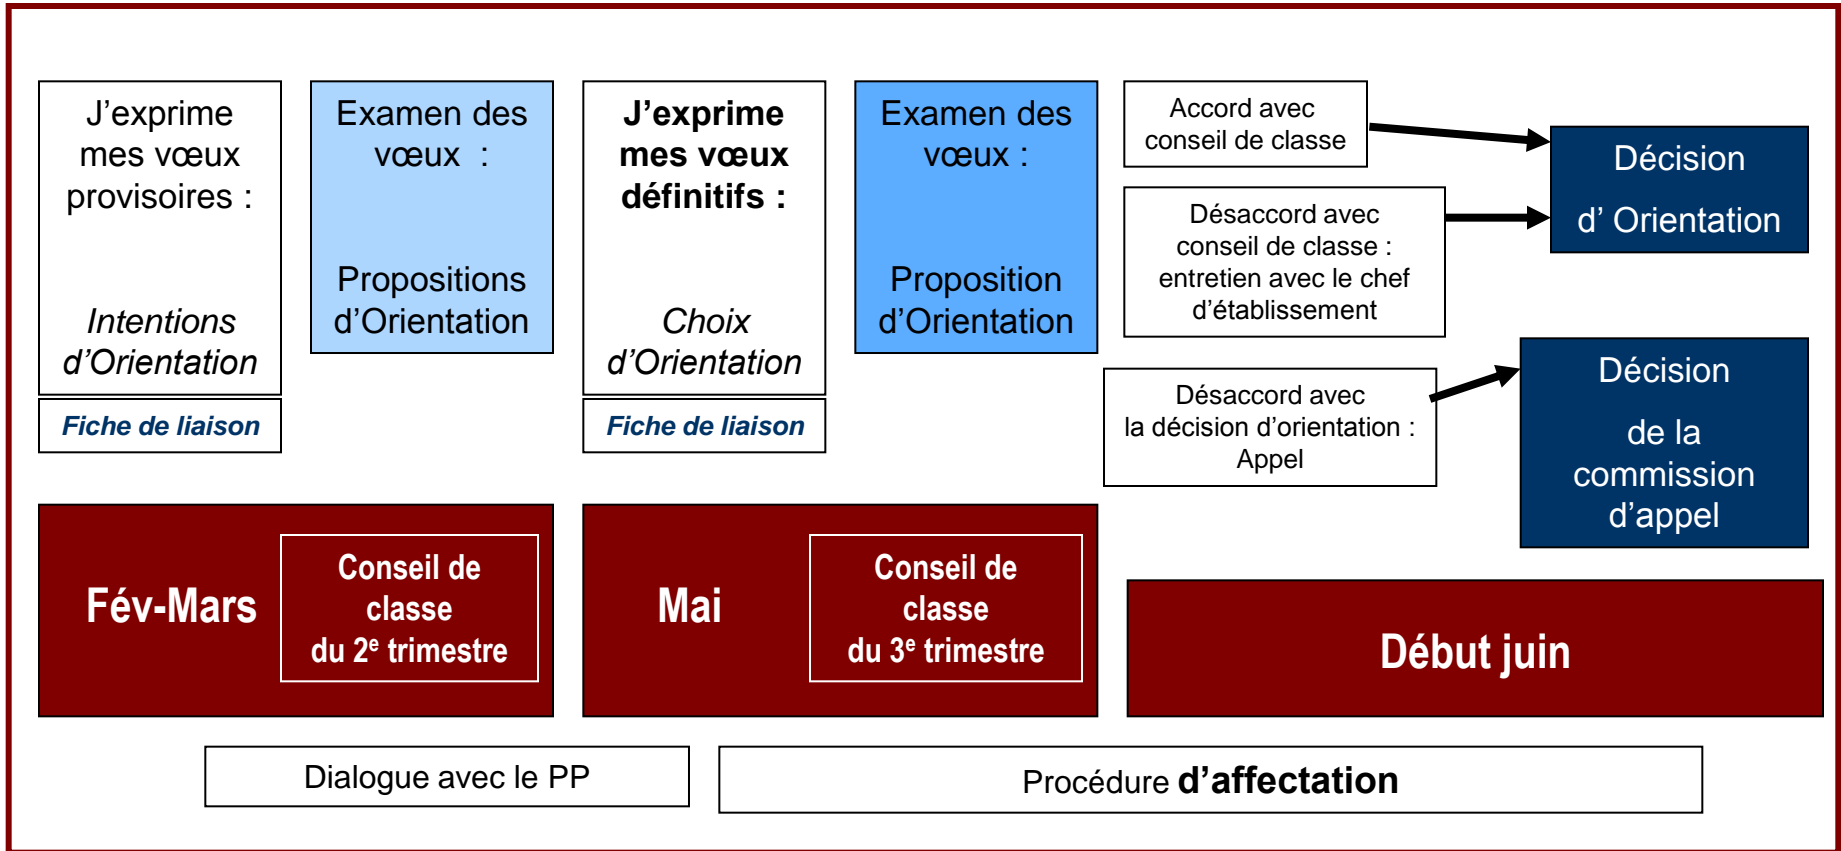 J’exprime
mes vœux
provisoires :
Intentions
d’Orientation
Fiche de liaison
Examen des
vœux :
Propositions
d’Orientation
J’exprime
mes vœux
définitifs :
Choix
d’Orientation
Fiche de liaison
Examen des
vœux :
Proposition
d’Orientation
Accord avec
conseil de classe
Désaccord avec
conseil de classe :
entretien avec le chef
d’établissement
Décision
d’ Orientation
Désaccord avec
la décision d’orientation :
Appel
Décision
de la
commission
d’appel
Fév-Mars
Conseil de
classe
du 2e trimestre
Mai
Conseil de
classe
du 3e trimestre
Début juin
Dialogue avec le PP
Procédure d’affectation